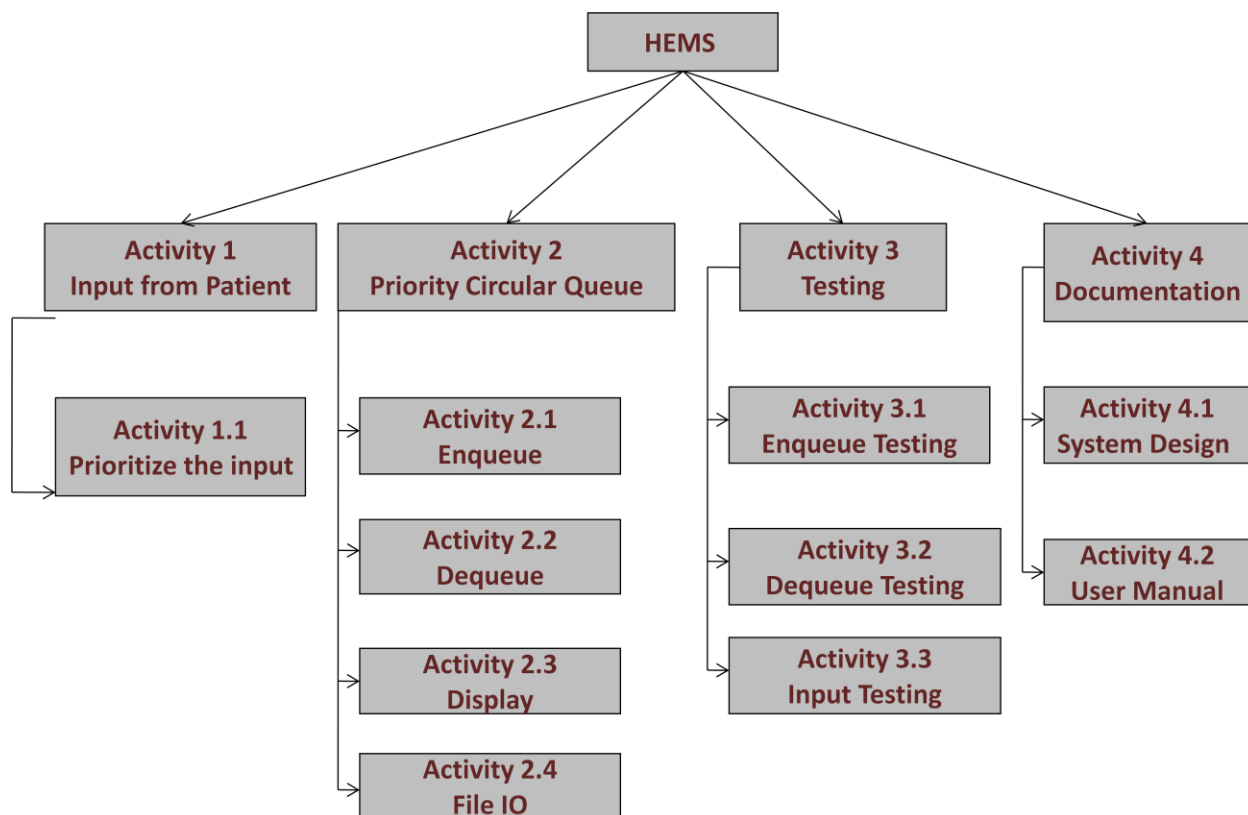 HEMS
Activity 1
Input from Patient
Activity 2
Priority Circular Queue
Activity 3
Testing
Activity 4
Documentation
Activity 1.1
Prioritize the input
Activity 2.1
Enqueue
Activity 2.2
Dequeue
Activity 2.3
Display
Activity 2.4
File IO
Activity 3.1
Enqueue Testing
Activity 3.2
Dequeue Testing
Activity 3.3
Input Testing
Activity 4.1
System Design
Activity 4.2
User Manual